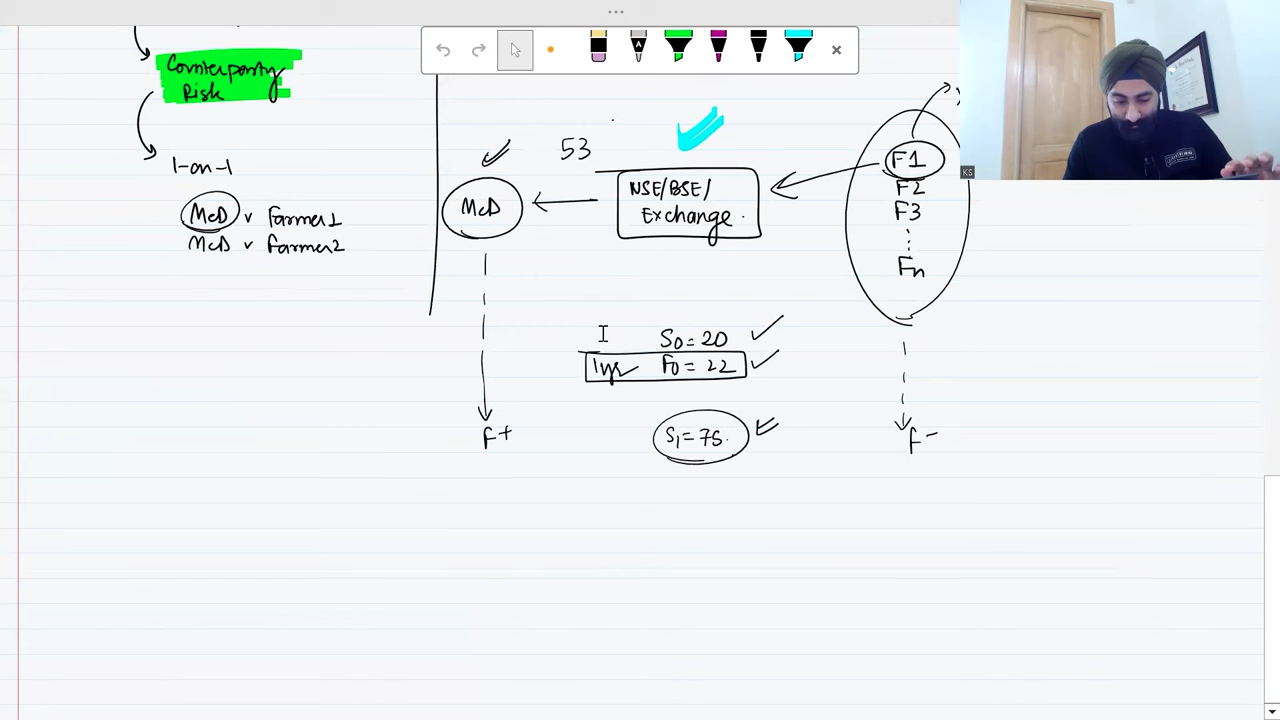 Counterparty
Risk
1-on-1
McD v Farmer1
McD v Farmer2
53
McD
NSE/BSE/
Exchange.
F1
F2
F3
Fn
I S0=20
1yr F0=22
S1=75.
F+
F-
KS
A